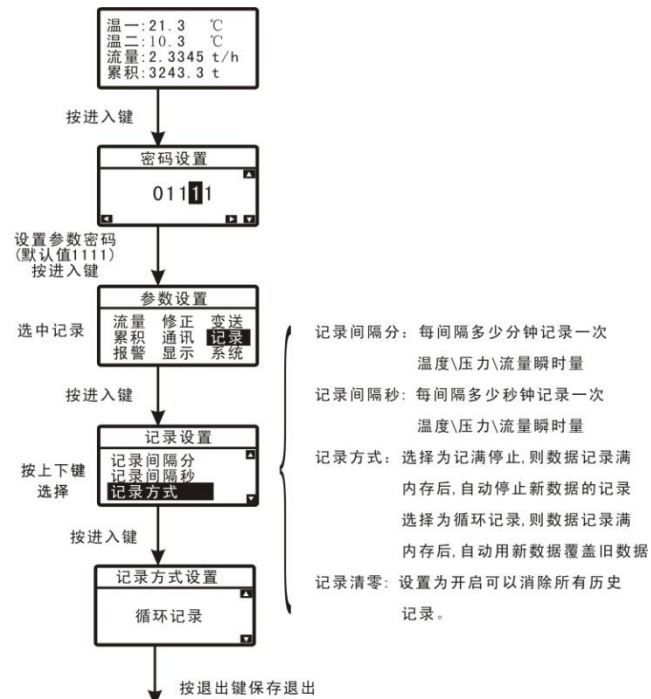 温一:21.3 ℃
温二:10.3 ℃
流量:2.3345 t/h
累积:3243.3 t
按进入键
密码设置
01111
设置参数密码
(默认值1111)
按进入键
参数设置
流量 修正 变送
累积 通讯 记录
报警 显示 系统
选中记录
按进入键
记录设置
记录间隔分
记录间隔秒
记录方式
按上下键
选择
按进入键
记录方式设置
循环记录
按退出键保存退出
记录间隔分: 每间隔多少分钟记录一次
温度\压力\流量瞬时量
记录间隔秒: 每间隔多少秒钟记录一次
温度\压力\流量瞬时量
记录方式: 选择为记满停止,则数据记录满
内存后,自动停止新数据的记录
选择为循环记录,则数据记录满
内存后,自动用新数据覆盖旧数据
记录清零: 设置为开启可以消除所有历史
记录。